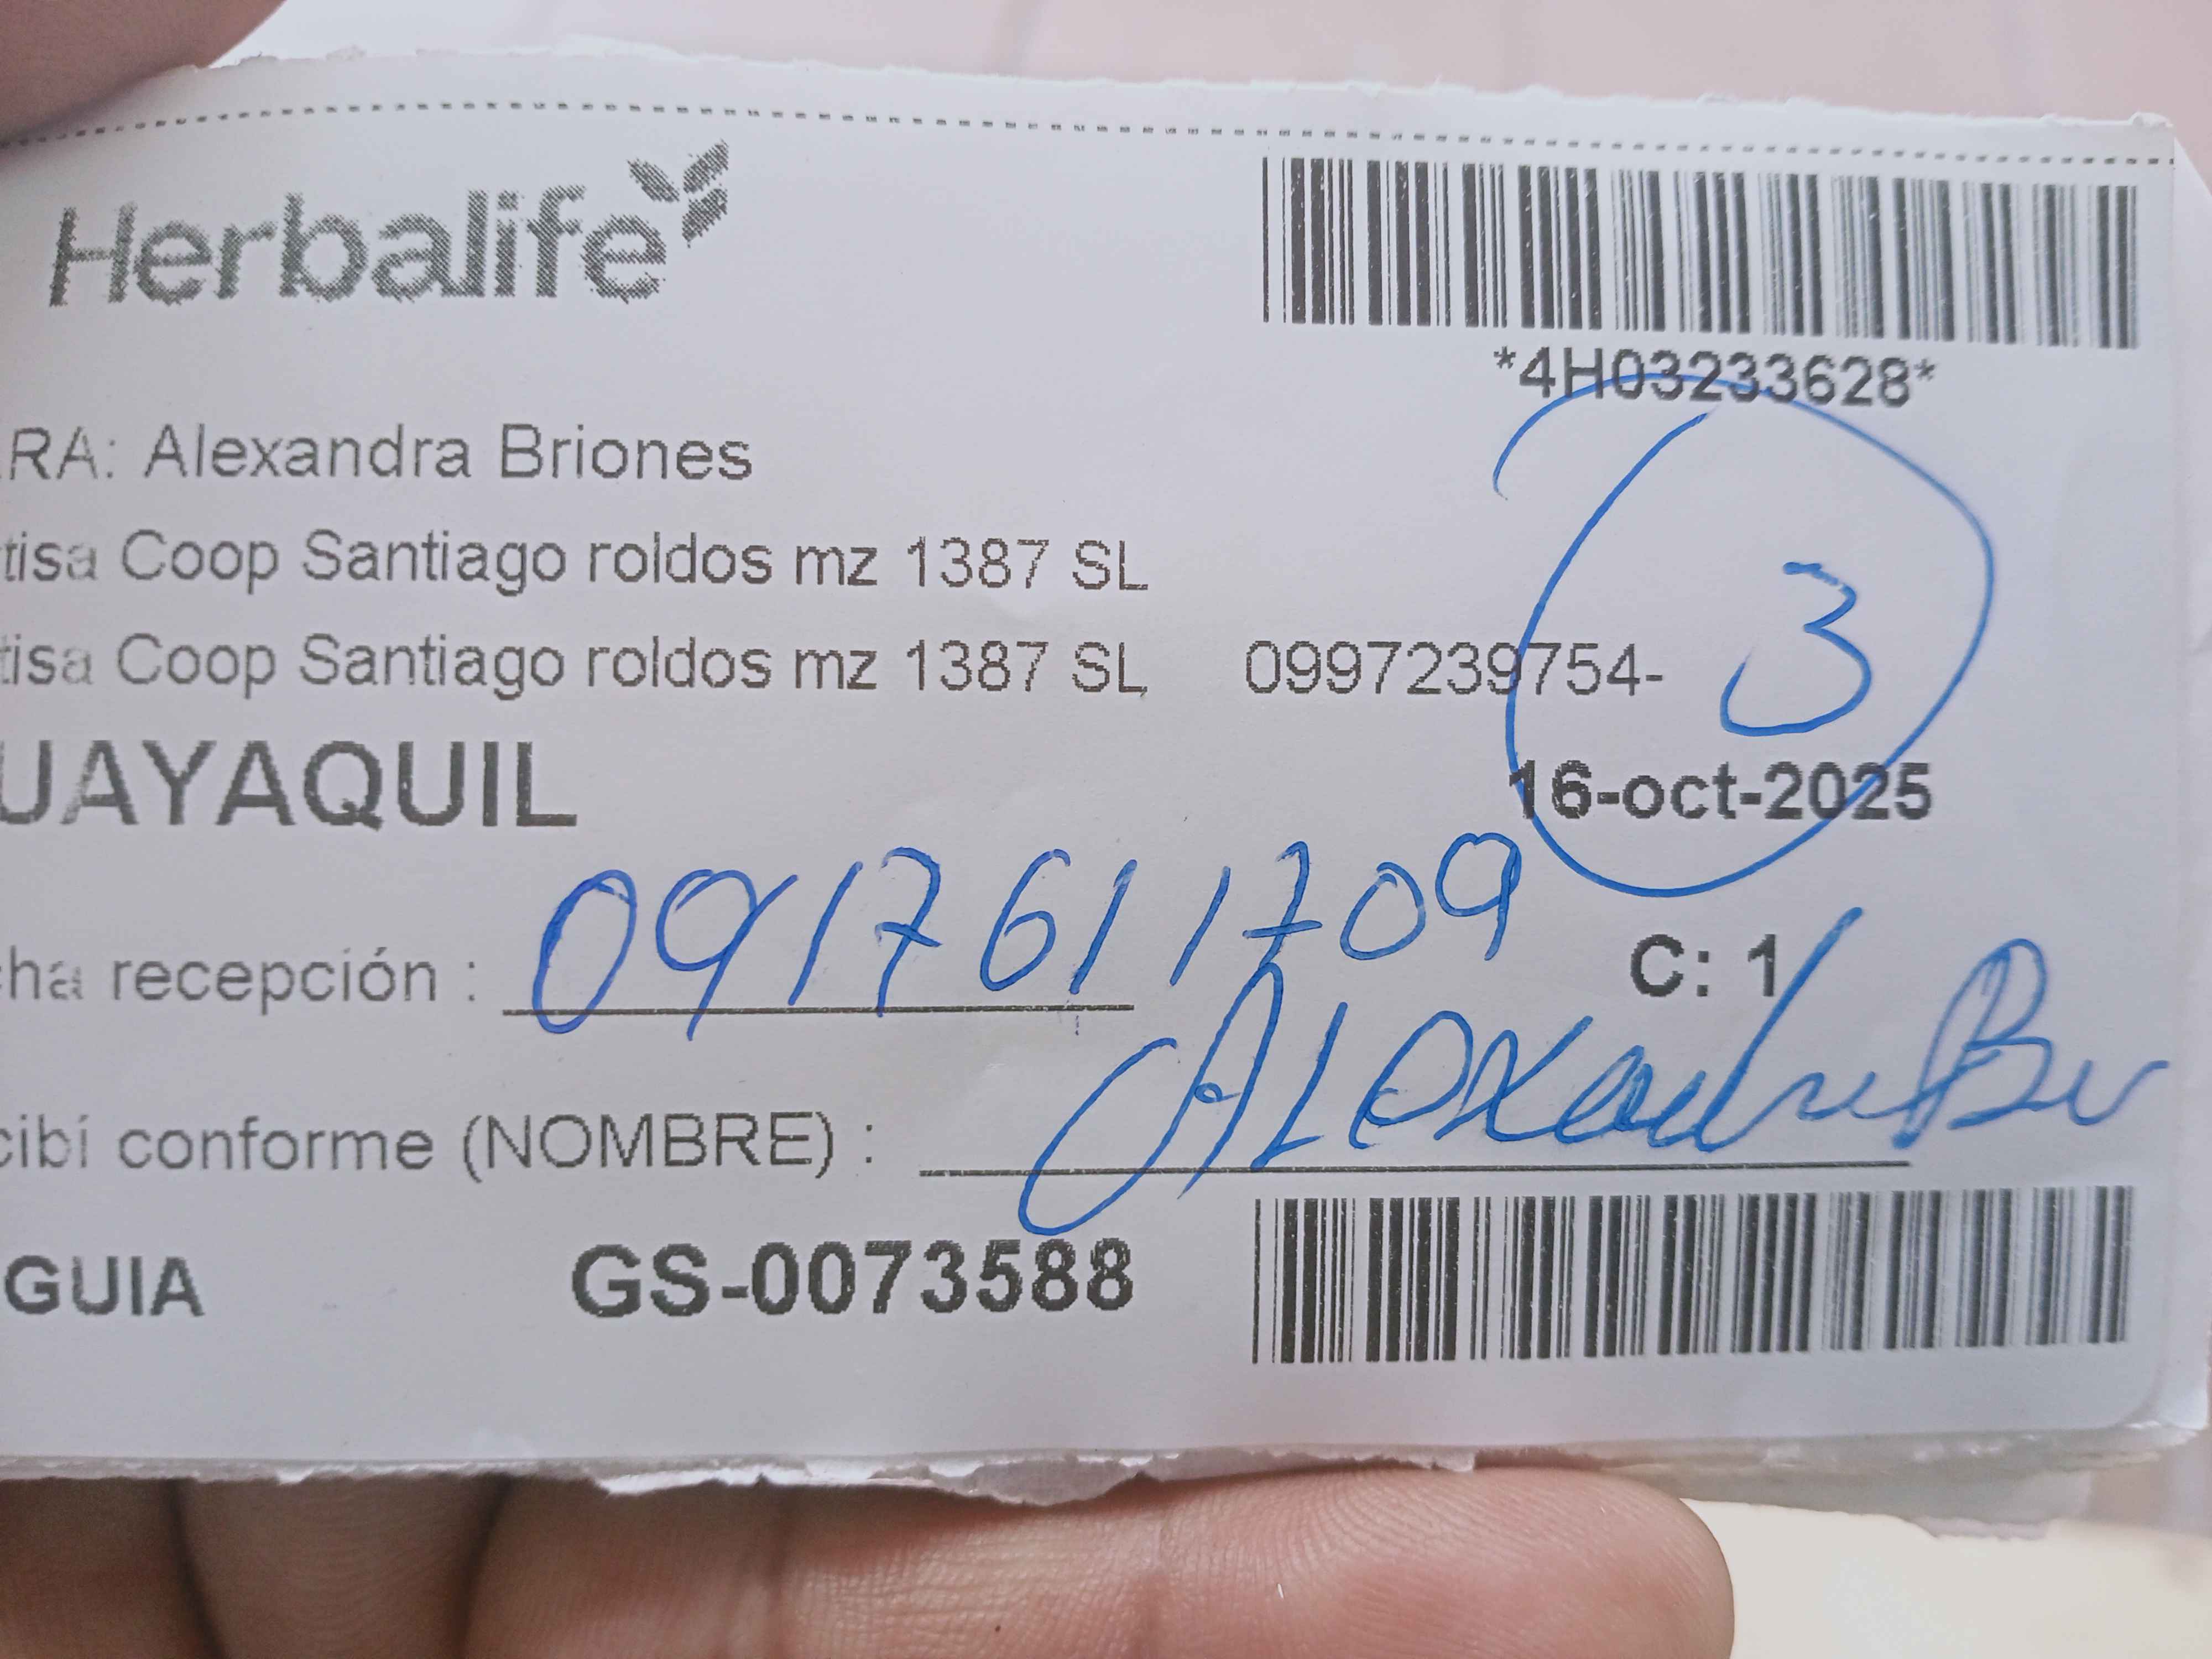 Herbalife
*4H03233628*
RA: Alexandra Briones
tisa Coop Santiago roldos mz 1387 SL
tisa Coop Santiago roldos mz 1387 SL 0997239754-
3
UAYAQUIL 16-oct-2025
0917611709
cha recepción : C: 1
cibí conforme (NOMBRE) : Alexandra
GUIA GS-0073588